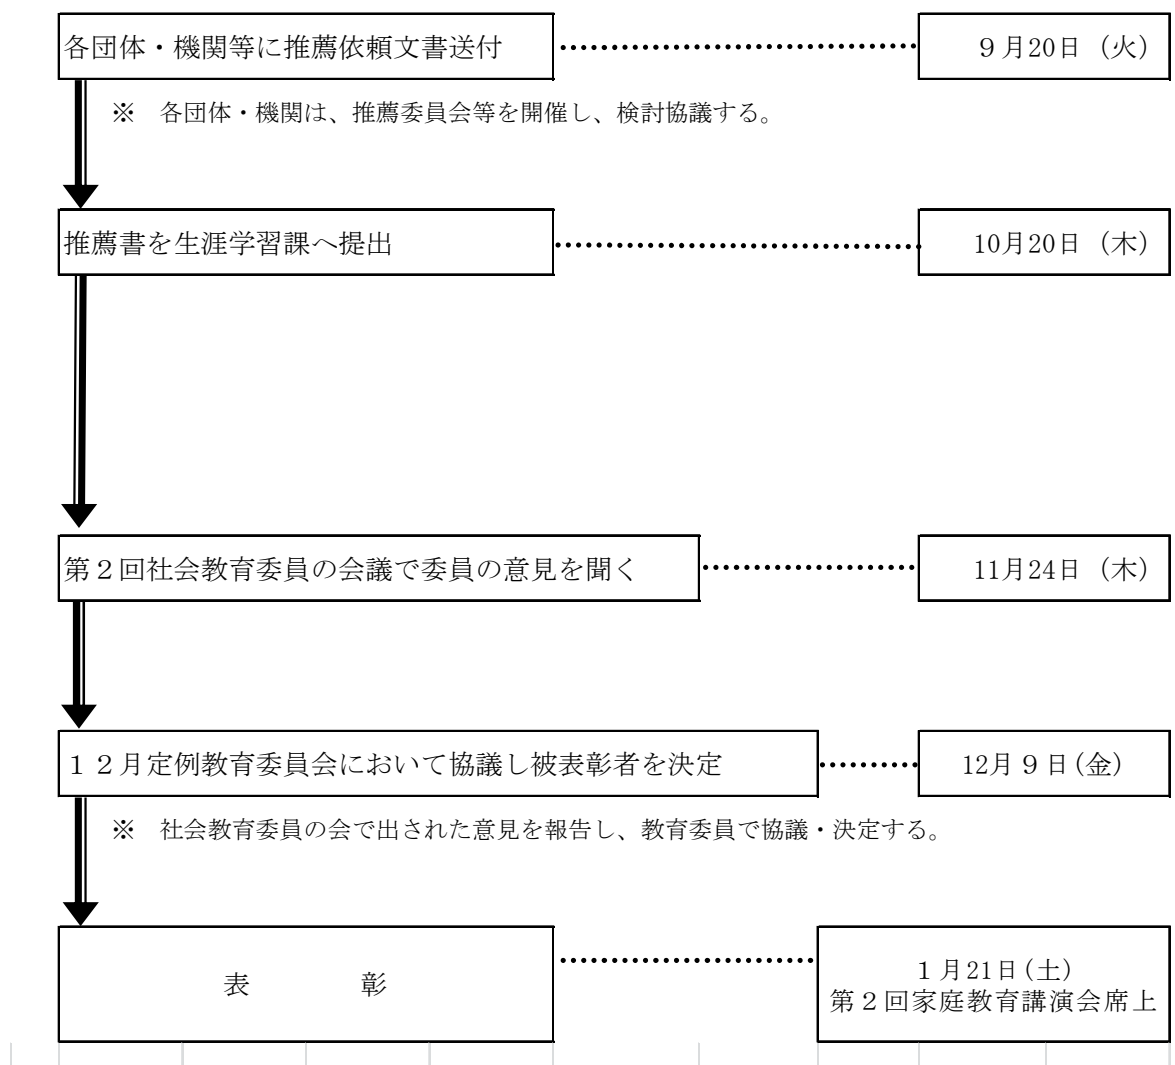 各団体・機関等に推薦依頼文書送付
９月20日（火）
※　各団体・機関は、推薦委員会等を開催し、検討協議する。
推薦書を生涯学習課へ提出
10月20日（木）
第２回社会教育委員の会議で委員の意見を聞く
11月24日（木）
１２月定例教育委員会において協議し被表彰者を決定
12月９日(金)
※　社会教育委員の会で出された意見を報告し、教育委員で協議・決定する。
表　　　　彰
１月21日(土)
第２回家庭教育講演会席上